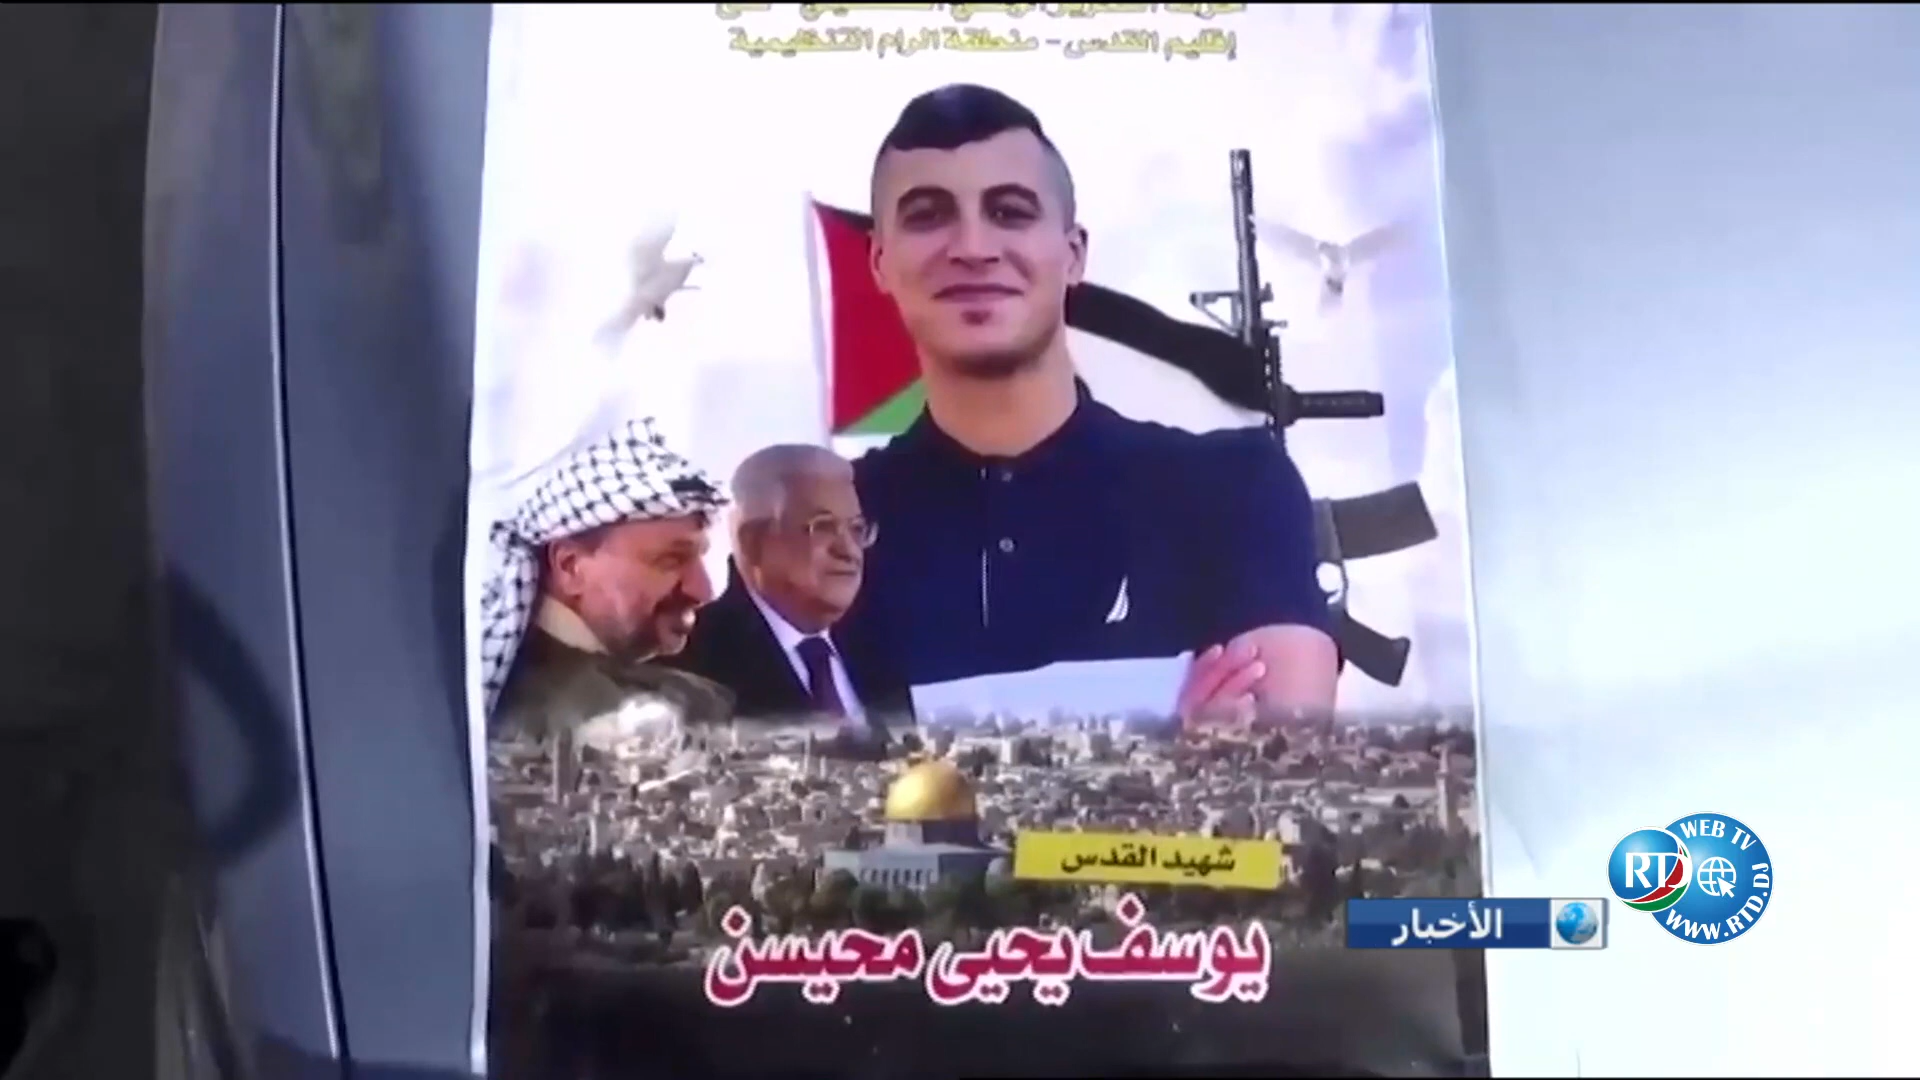 إقليم القدس - منطقة الرام التنظيمية
شهيد القدس
يوسف يحيى محيسن
الأخبار
WEB TV
RTD
WWW.RTD.DJ